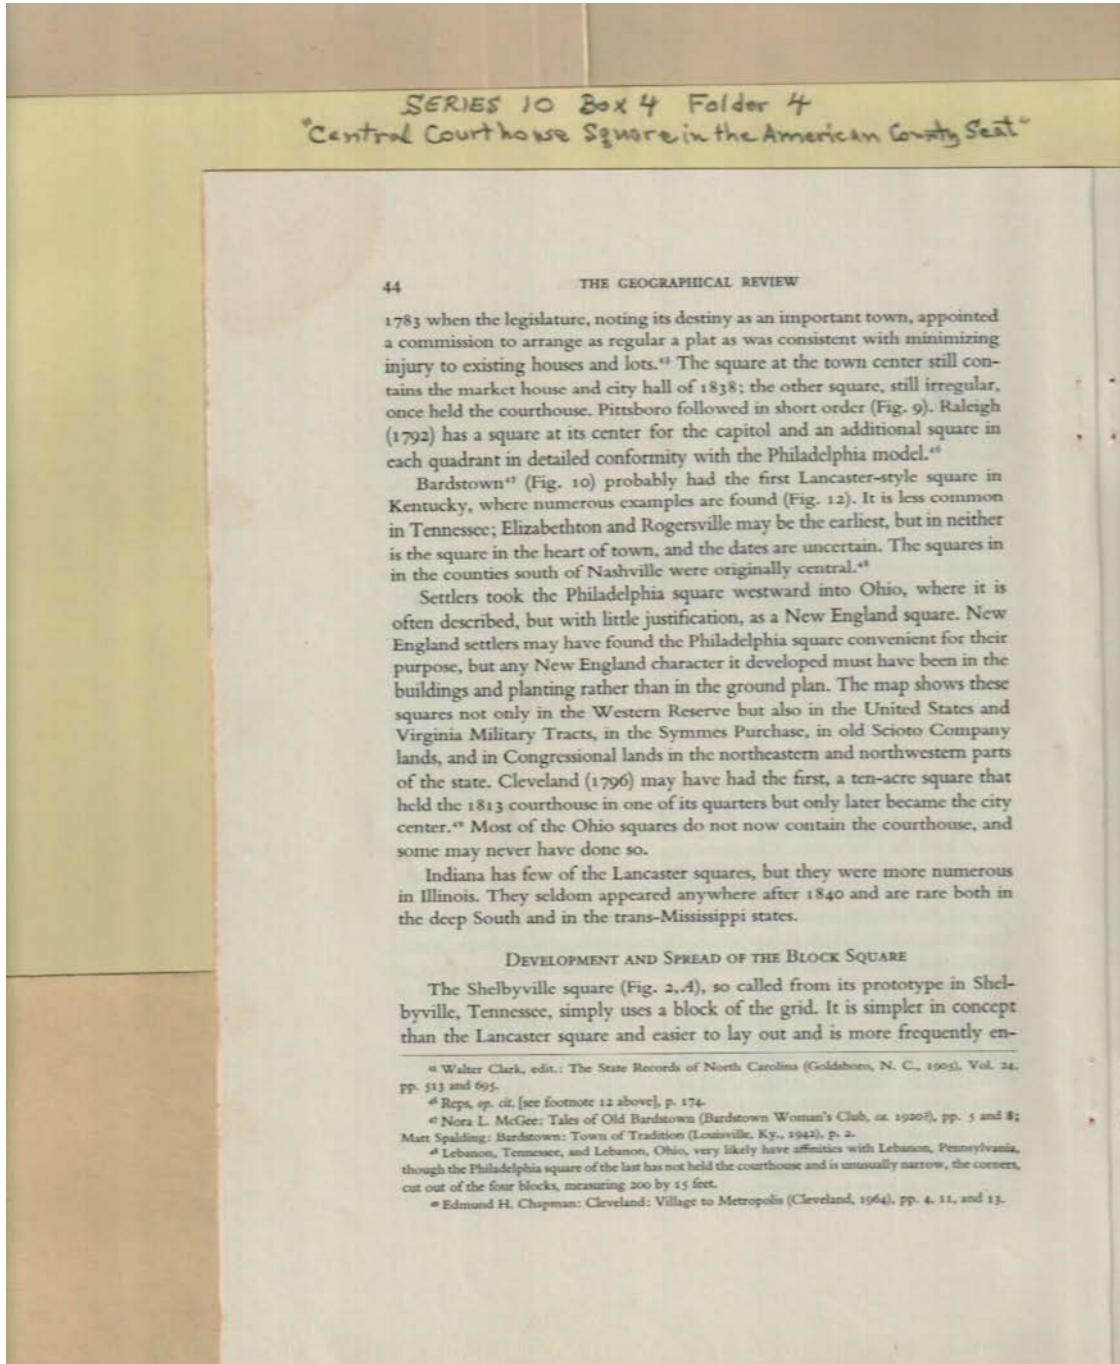 SERIES 10 Box 4 Folder 4
"Central Courthouse Square in the American County Seat"
44 THE GEOGRAPHICAL REVIEW
1783 when the legislature, noting its destiny as an important town, appointed
a commission to arrange as regular a plat as was consistent with minimizing
injury to existing houses and lots.⁴⁵ The square at the town center still con-
tains the market house and city hall of 1838; the other square, still irregular,
once held the courthouse. Pittsboro followed in short order (Fig. 9). Raleigh
(1792) has a square at its center for the capitol and an additional square in
each quadrant in detailed conformity with the Philadelphia model.⁴⁶
Bardstown⁴⁷ (Fig. 10) probably had the first Lancaster-style square in
Kentucky, where numerous examples are found (Fig. 12). It is less common
in Tennessee; Elizabethton and Rogersville may be the earliest, but in neither
is the square in the heart of town, and the dates are uncertain. The squares in
in the counties south of Nashville were originally central.⁴⁸
Settlers took the Philadelphia square westward into Ohio, where it is
often described, but with little justification, as a New England square. New
England settlers may have found the Philadelphia square convenient for their
purpose, but any New England character it developed must have been in the
buildings and planting rather than in the ground plan. The map shows these
squares not only in the Western Reserve but also in the United States and
Virginia Military Tracts, in the Symmes Purchase, in old Scioto Company
lands, and in Congressional lands in the northeastern and northwestern parts
of the state. Cleveland (1796) may have had the first, a ten-acre square that
held the 1813 courthouse in one of its quarters but only later became the city
center.⁴⁹ Most of the Ohio squares do not now contain the courthouse, and
some may never have done so.
Indiana has few of the Lancaster squares, but they were more numerous
in Illinois. They seldom appeared anywhere after 1840 and are rare both in
the deep South and in the trans-Mississippi states.
DEVELOPMENT AND SPREAD OF THE BLOCK SQUARE
The Shelbyville square (Fig. 2,A), so called from its prototype in Shel-
byville, Tennessee, simply uses a block of the grid. It is simpler in concept
than the Lancaster square and easier to lay out and is more frequently en-
⁴⁵ Walter Clark, edit.: The State Records of North Carolina (Goldsboro, N. C., 1905), Vol. 24,
pp. 513 and 695.
⁴⁶ Reps, op. cit. [see footnote 12 above], p. 174.
⁴⁷ Nora L. McGee: Tales of Old Bardstown (Bardstown Woman's Club, ca. 1920?), pp. 5 and 8;
Matt Spalding: Bardstown: Town of Tradition (Louisville, Ky., 1942), p. 2.
⁴⁸ Lebanon, Tennessee, and Lebanon, Ohio, very likely have affinities with Lebanon, Pennsylvania,
though the Philadelphia square of the last has not held the courthouse and is unusually narrow, the corners,
cut out of the four blocks, measuring 200 by 15 feet.
⁴⁹ Edmund H. Chapman: Cleveland: Village to Metropolis (Cleveland, 1964), pp. 4, 11, and 13.